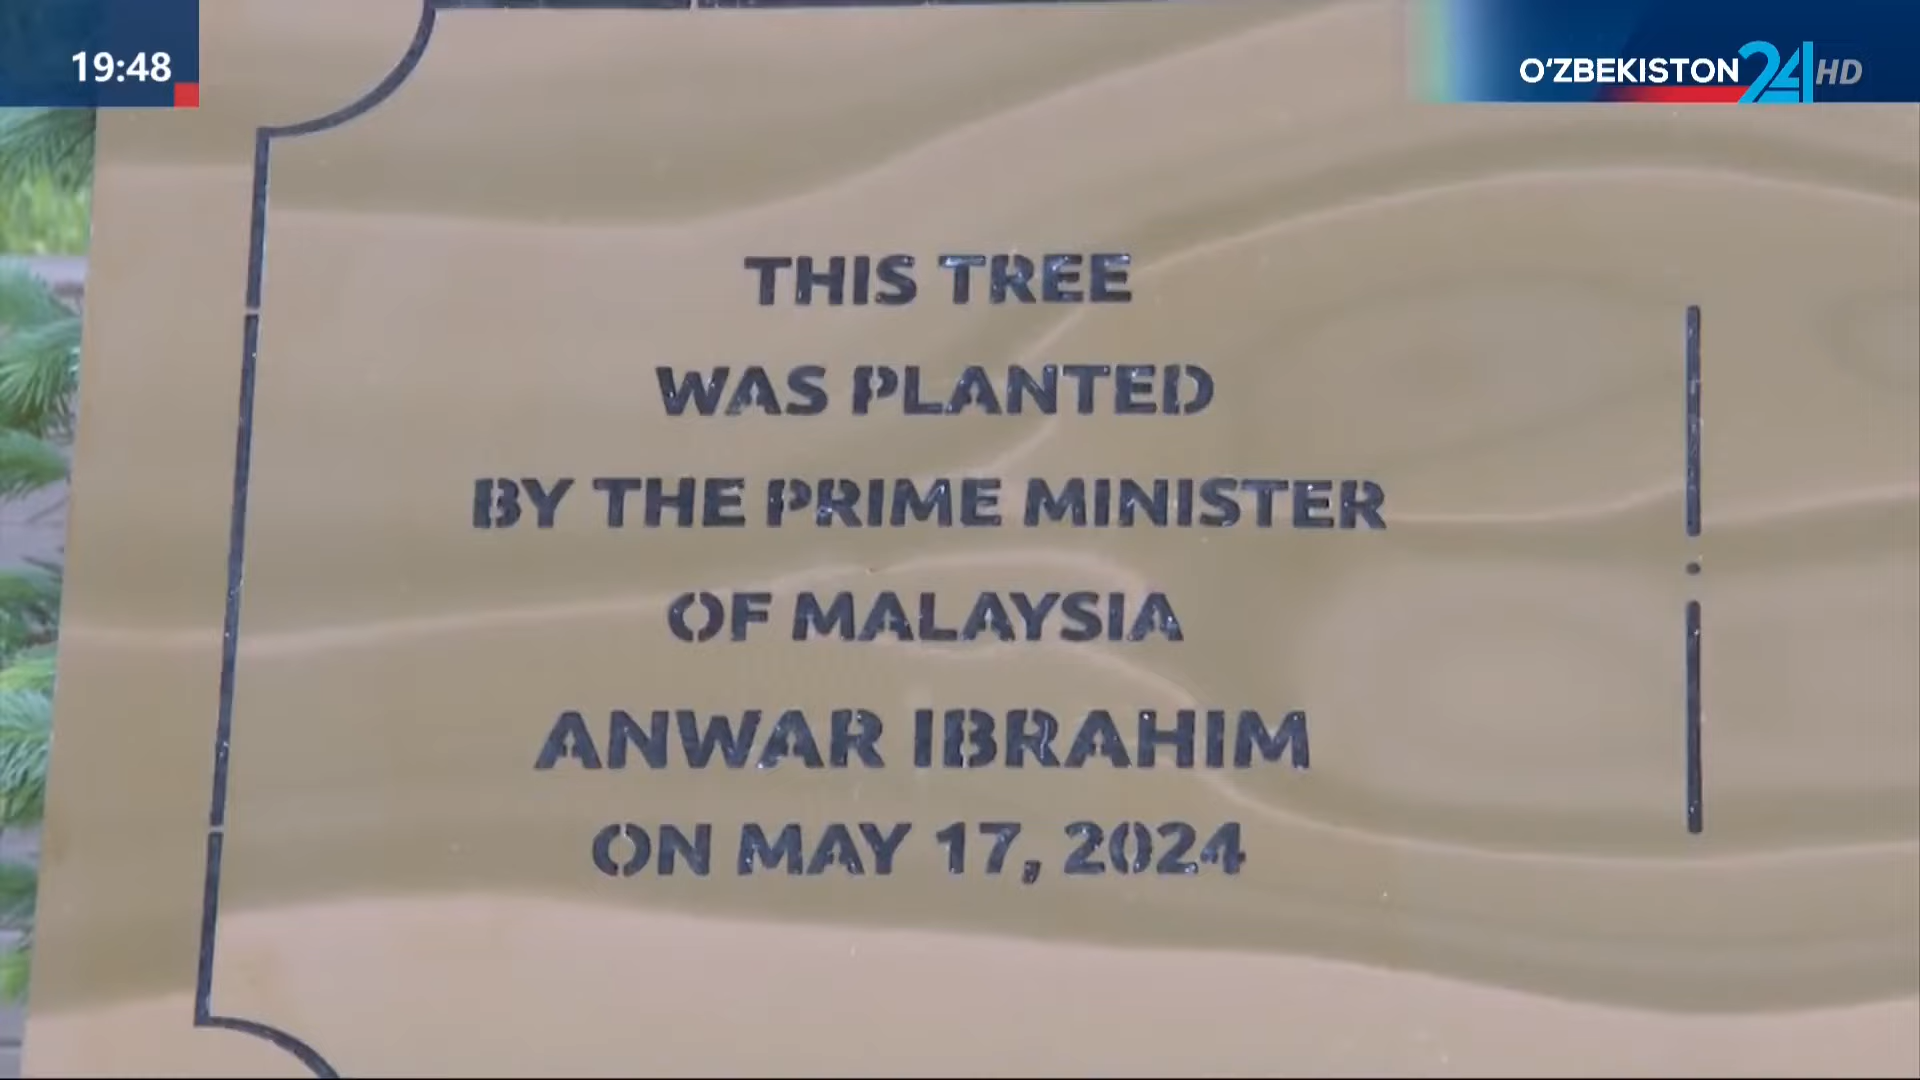 19:48
O‘ZBEKISTON 24 HD
THIS TREE
WAS PLANTED
BY THE PRIME MINISTER
OF MALAYSIA
ANWAR IBRAHIM
ON MAY 17, 2024